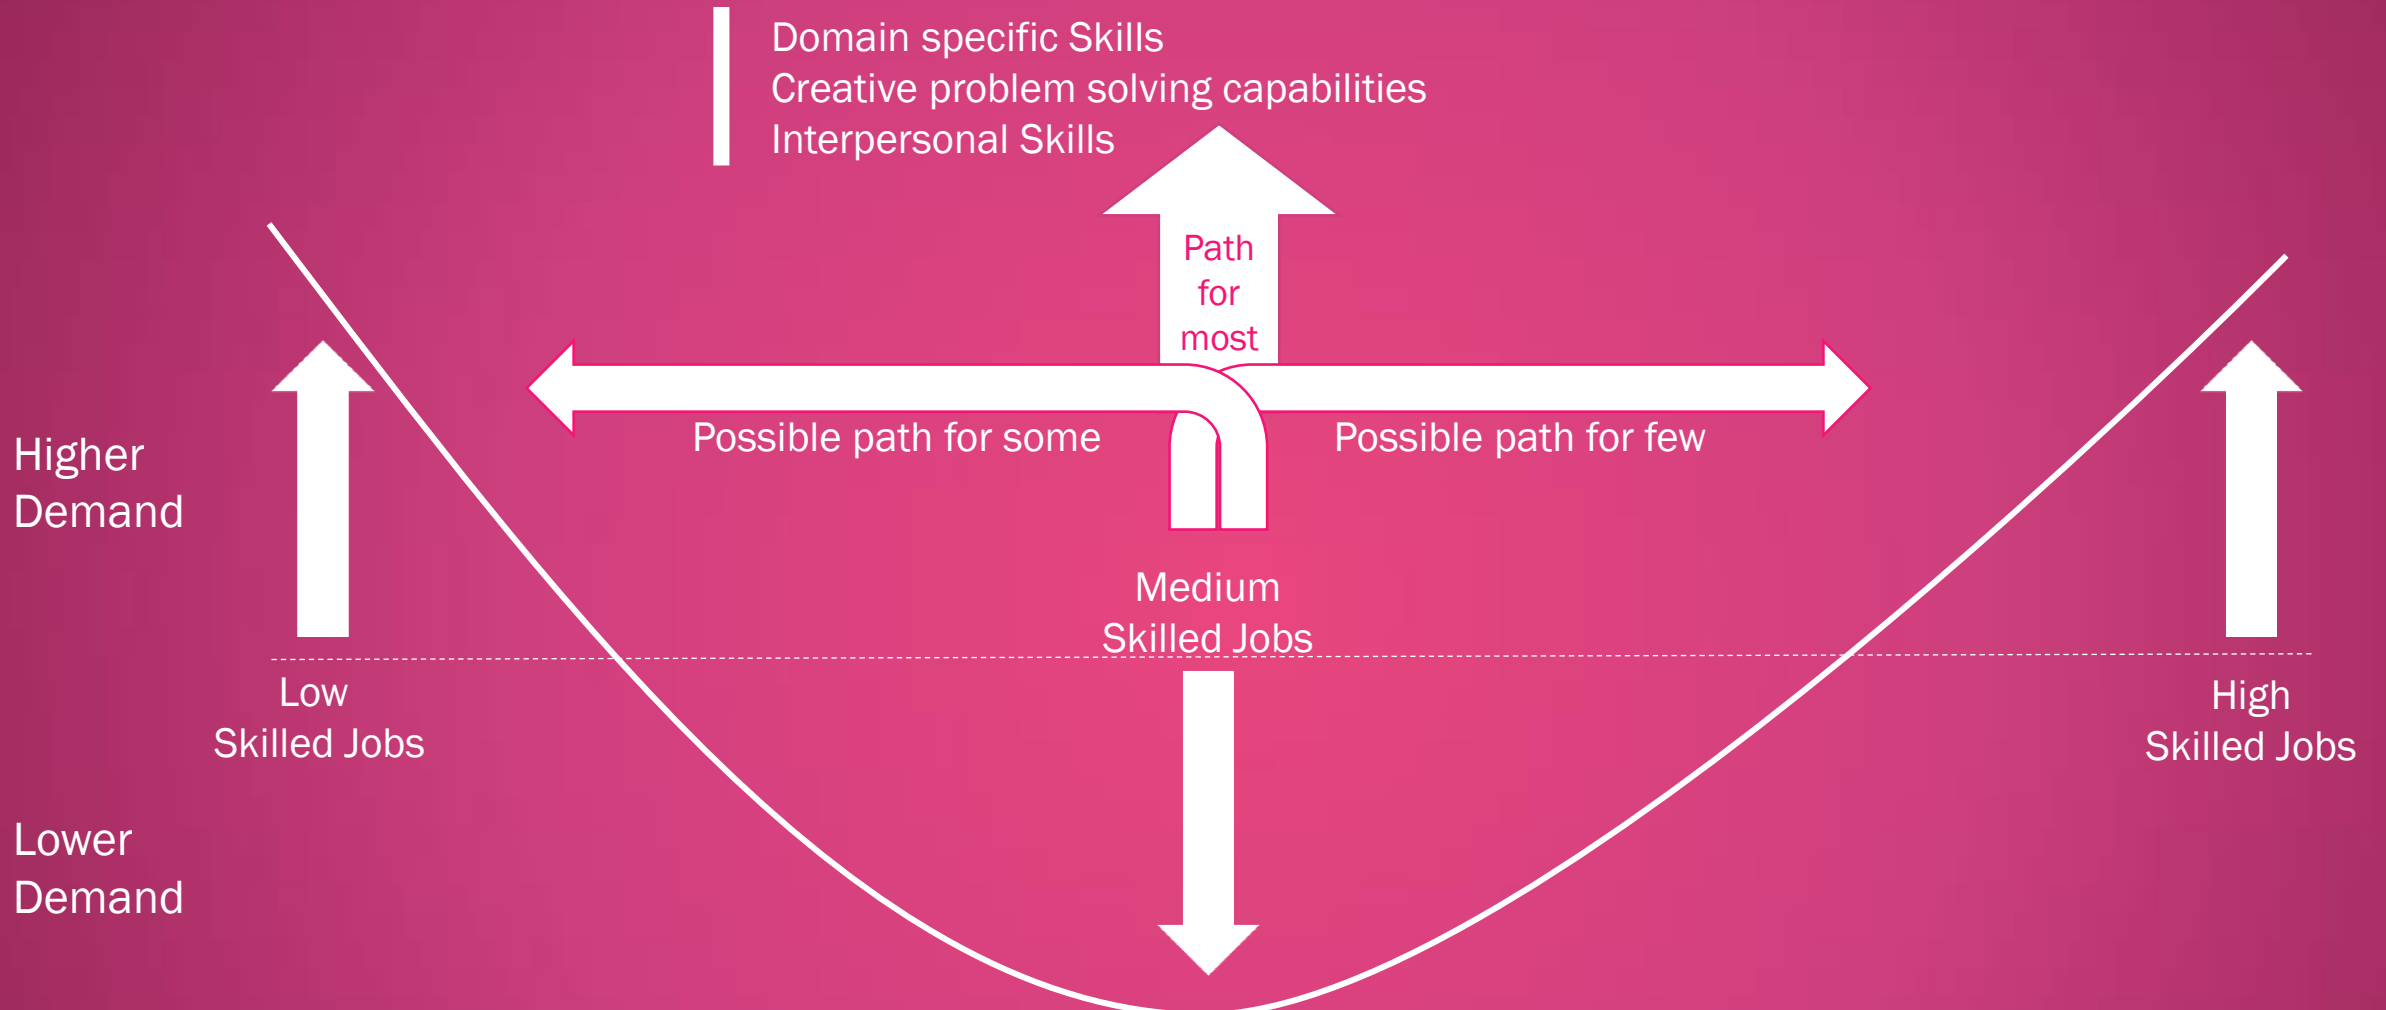 Domain specific Skills
Creative problem solving capabilities
Interpersonal Skills
Path
for
most
Possible path for some
Possible path for few
Higher
Demand
Medium
Skilled Jobs
Low
Skilled Jobs
High
Skilled Jobs
Lower
Demand